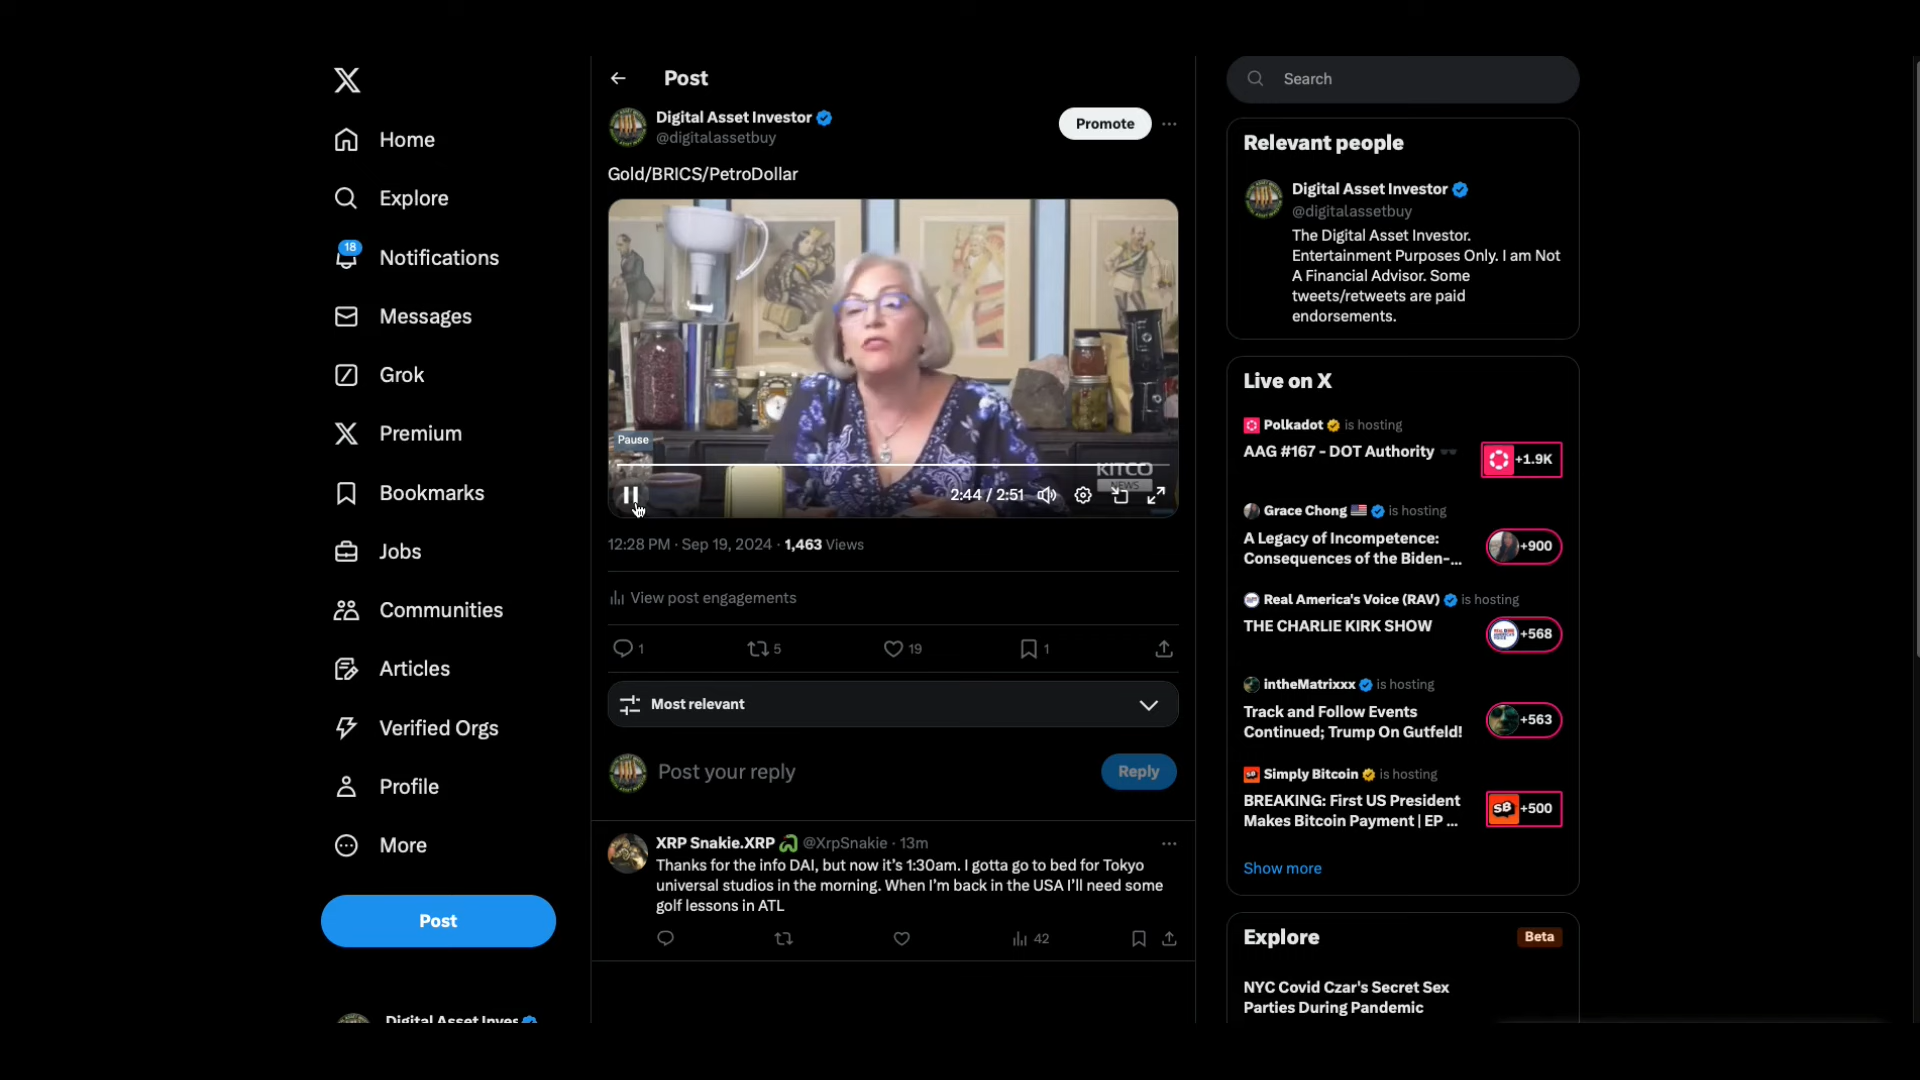 Home
Explore
18
Notifications
Messages
Grok
Premium
Bookmarks
Jobs
Communities
Articles
Verified Orgs
Profile
More
Post
Post
Digital Asset Investor
@digitalassetbuy
Promote
Gold/BRICS/PetroDollar
Pause
KITCO
NEWS
2:44 / 2:51
12:28 PM · Sep 19, 2024 · 1,463 Views
View post engagements
1
5
19
1
Most relevant
Post your reply
Reply
XRP Snakie.XRP @XrpSnakie · 13m
Thanks for the info DAI, but now it's 1:30am. I gotta go to bed for Tokyo
universal studios in the morning. When I'm back in the USA I'll need some
golf lessons in ATL
42
Search
Relevant people
Digital Asset Investor
@digitalassetbuy
The Digital Asset Investor.
Entertainment Purposes Only. I am Not
A Financial Advisor. Some
tweets/retweets are paid
endorsements.
Live on X
Polkadot is hosting
AAG #167 - DOT Authority
+1.9K
Grace Chong is hosting
A Legacy of Incompetence:
Consequences of the Biden-...
+900
Real America's Voice (RAV) is hosting
THE CHARLIE KIRK SHOW
+568
intheMatrixxx is hosting
Track and Follow Events
Continued; Trump On Gutfeld!
+563
Simply Bitcoin is hosting
BREAKING: First US President
Makes Bitcoin Payment | EP ...
SB +500
Show more
Explore
Beta
NYC Covid Czar's Secret Sex
Parties During Pandemic